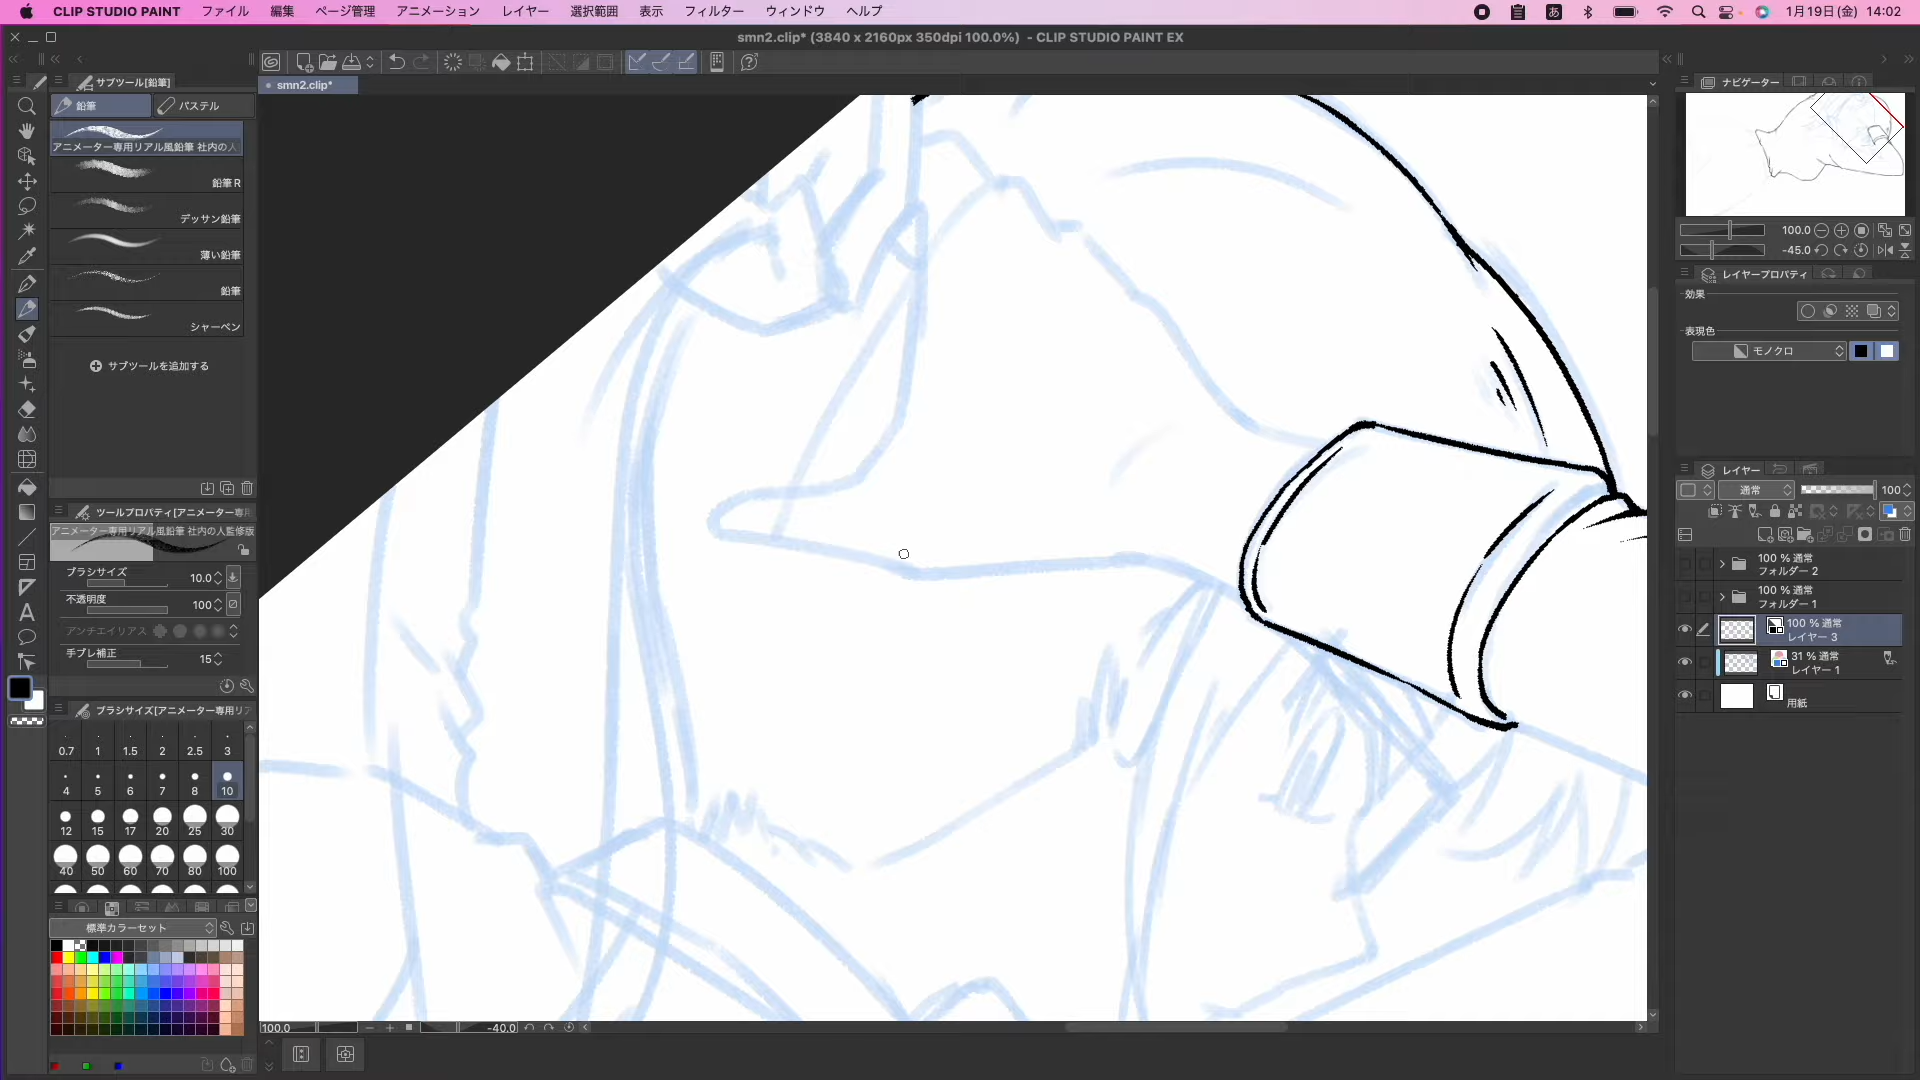 CLIP STUDIO PAINT ファイル 編集 ページ管理 アニメーション レイヤー 選択範囲 表示 フィルター ウィンドウ ヘルプ あ 1月19日(金) 14:02
smn2.clip* (3840 x 2160px 350dpi 100.0%) - CLIP STUDIO PAINT EX
サブツール[鉛筆]
smn2.clip*
鉛筆 パステル
アニメーター専用リアル風鉛筆 社内の人
鉛筆R
デッサン鉛筆
薄い鉛筆
鉛筆
シャーペン
サブツールを追加する
ツールプロパティ[アニメーター専用
アニメーター専用リアル風鉛筆 社内の人監修版
ブラシサイズ 10.0
不透明度 100
アンチエイリアス
手ブレ補正 15
ブラシサイズ[アニメーター専用リア
0.7 1 1.5 2 2.5 3
4 5 6 7 8 10
12 15 17 20 25 30
40 50 60 70 80 100
標準カラーセット
100.0 -40.0
ナビゲーター
100.0
-45.0
レイヤープロパティ
効果
表現色
モノクロ
レイヤー
通常 100
100 % 通常
フォルダー 2
100 % 通常
フォルダー 1
100 % 通常
レイヤー 3
31 % 通常
レイヤー 1
用紙